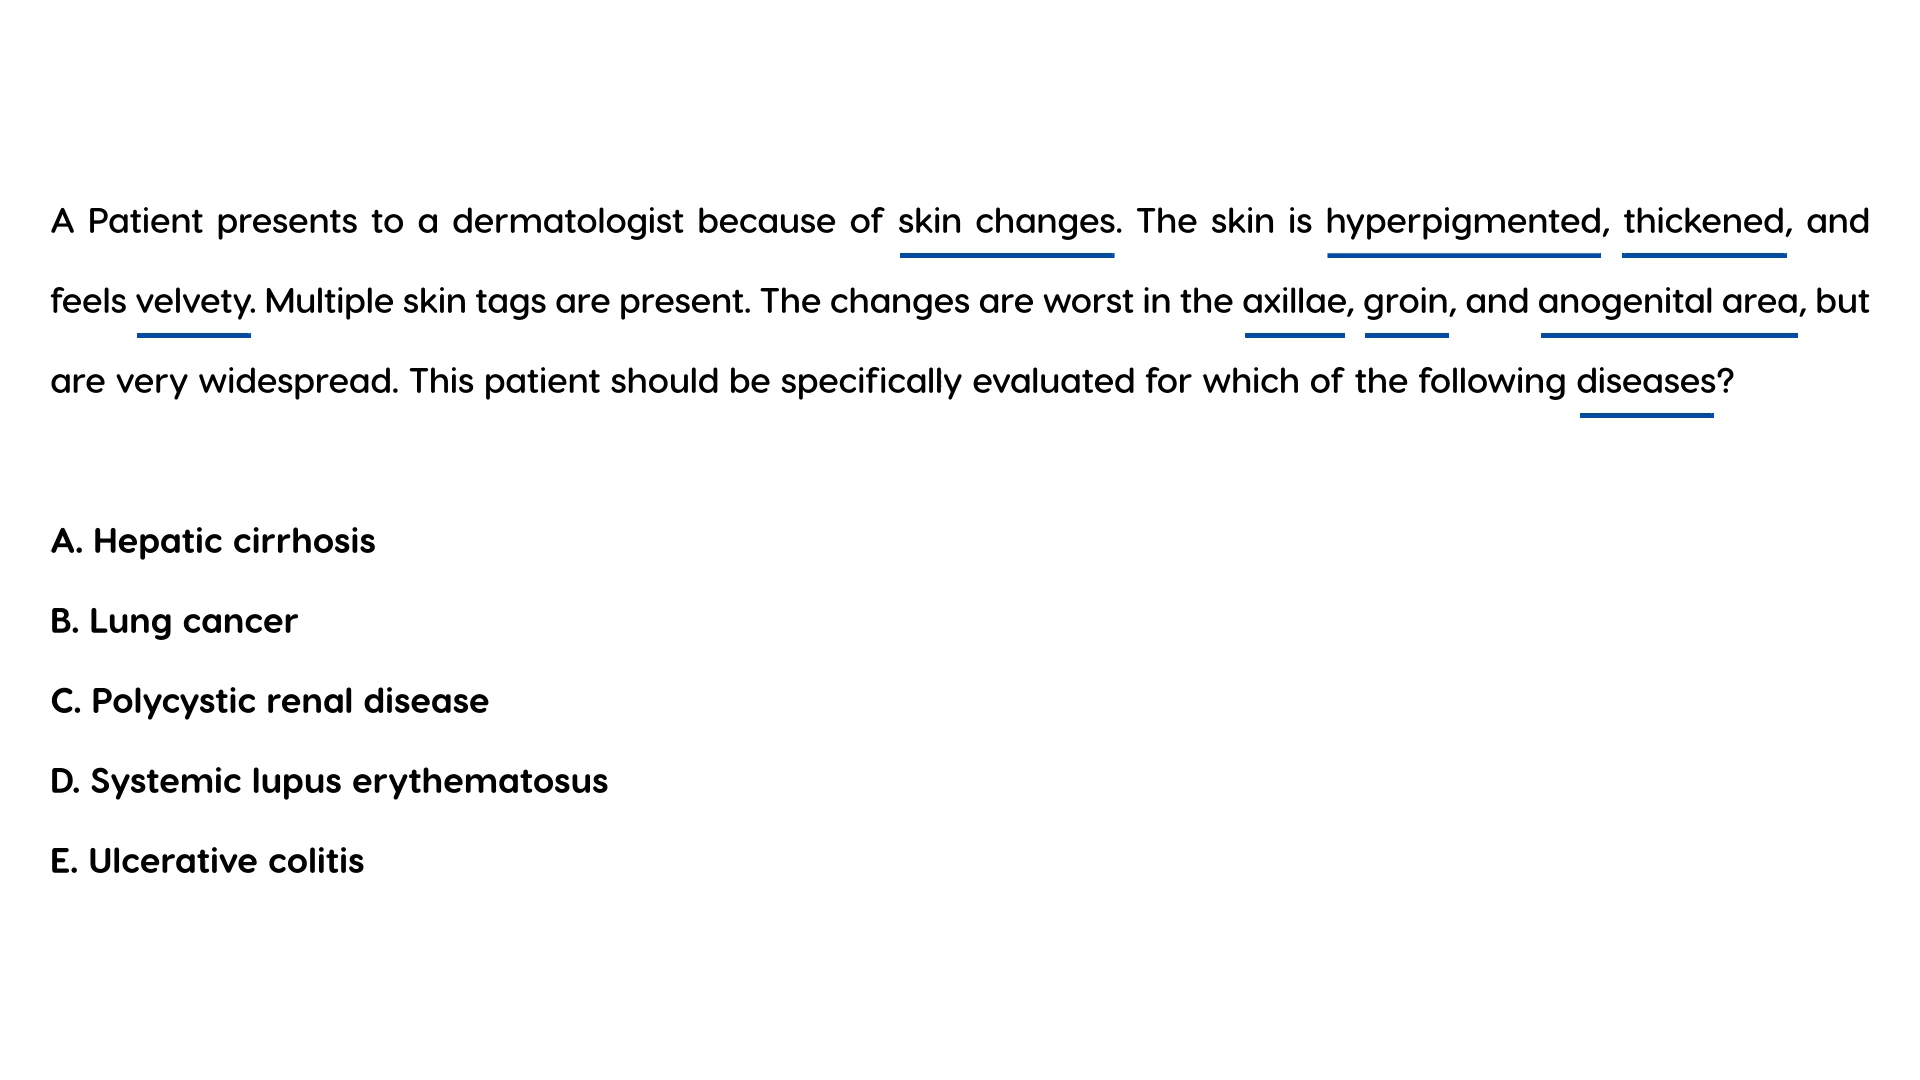 A Patient presents to a dermatologist because of skin changes. The skin is hyperpigmented, thickened, and
feels velvety. Multiple skin tags are present. The changes are worst in the axillae, groin, and anogenital area, but
are very widespread. This patient should be specifically evaluated for which of the following diseases?
A. Hepatic cirrhosis
B. Lung cancer
C. Polycystic renal disease
D. Systemic lupus erythematosus
E. Ulcerative colitis